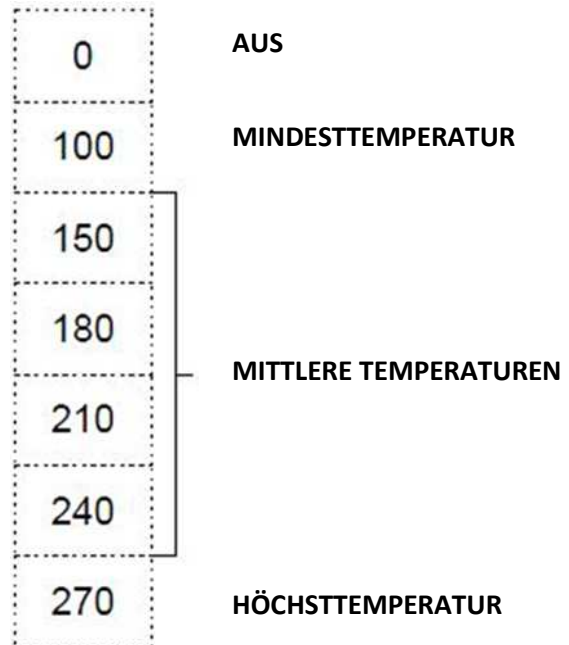 0 AUS
100 MINDESTTEMPERATUR
150
180
MITTLERE TEMPERATUREN
210
240
270 HÖCHSTTEMPERATUR